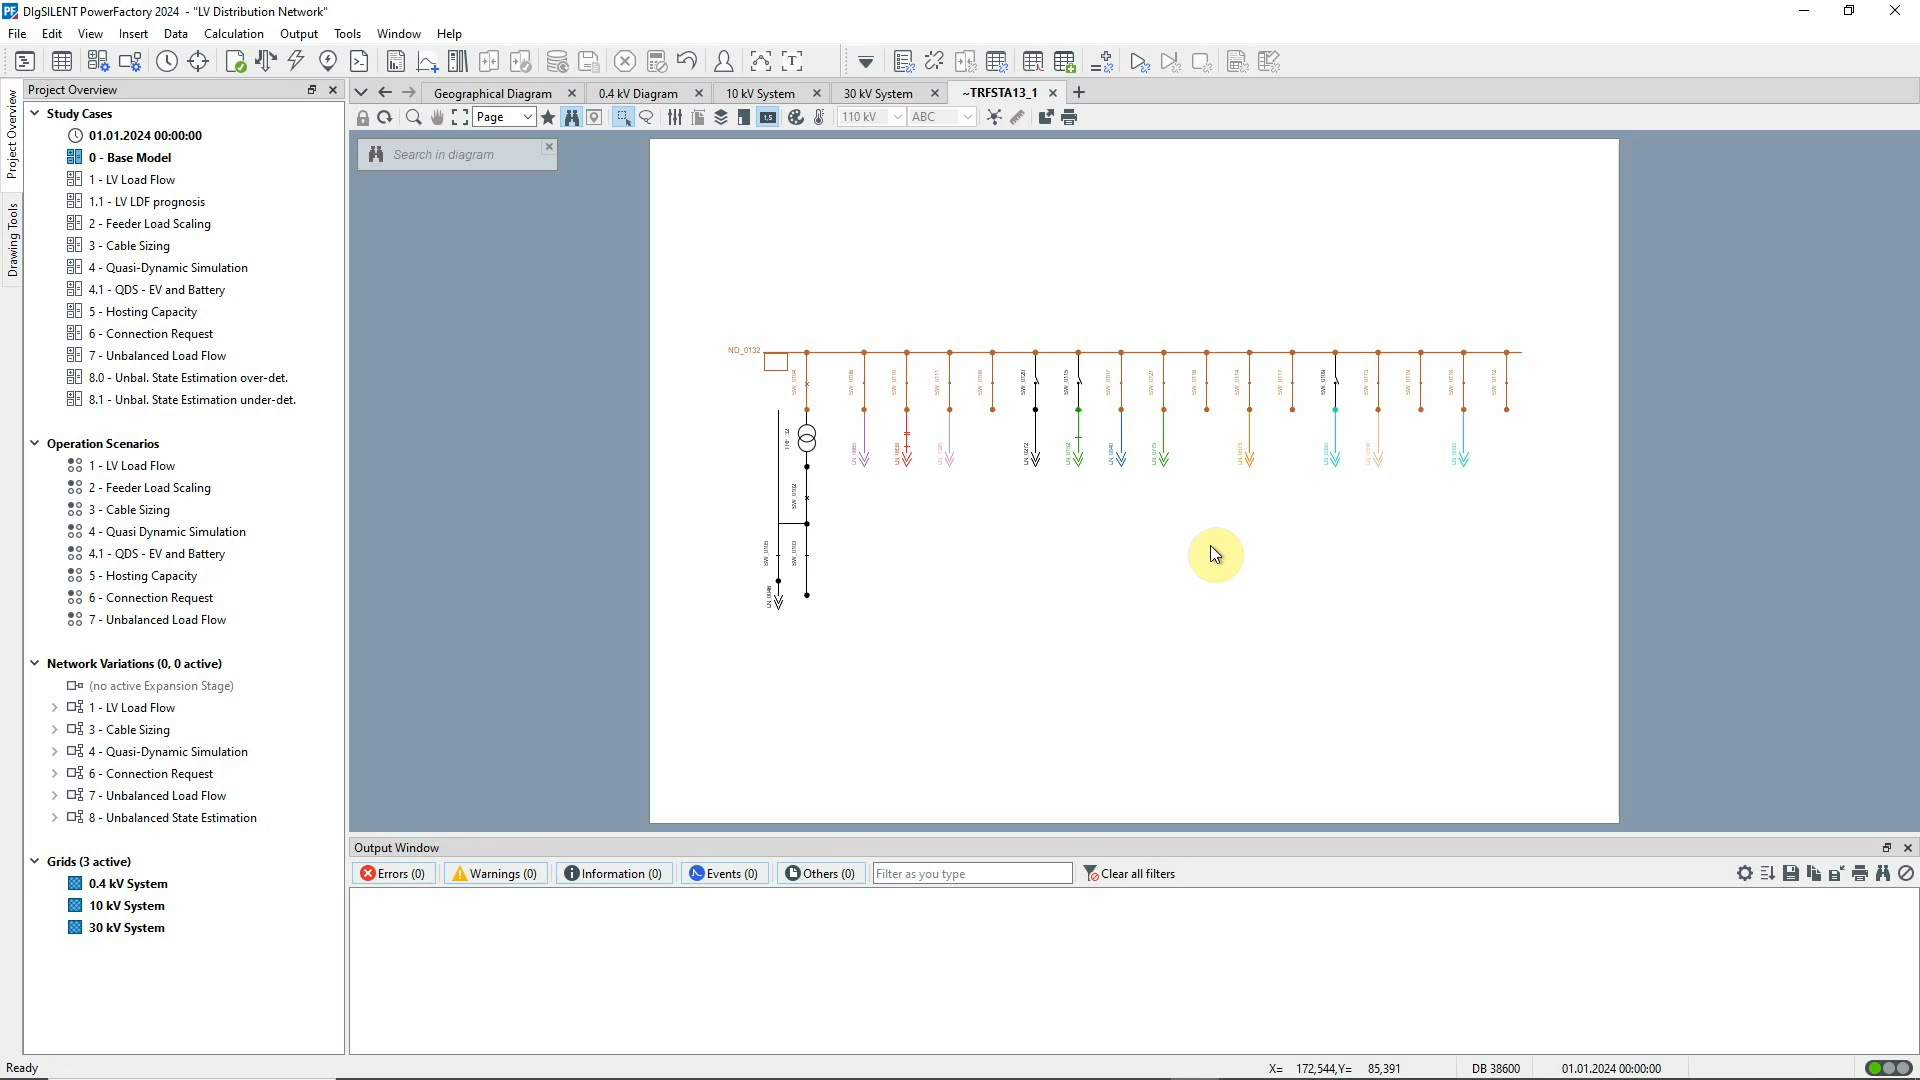 DIgSILENT PowerFactory 2024 - "LV Distribution Network"
File Edit View Insert Data Calculation Output Tools Window Help
Project Overview
Geographical Diagram 0.4 kV Diagram 10 kV System 30 kV System ~TRFSTA13_1
Page 110 kV ABC
Project Overview
Drawing Tools
Study Cases
01.01.2024 00:00:00
0 - Base Model
1 - LV Load Flow
1.1 - LV LDF prognosis
2 - Feeder Load Scaling
3 - Cable Sizing
4 - Quasi-Dynamic Simulation
4.1 - QDS - EV and Battery
5 - Hosting Capacity
6 - Connection Request
7 - Unbalanced Load Flow
8.0 - Unbal. State Estimation over-det.
8.1 - Unbal. State Estimation under-det.
Operation Scenarios
1 - LV Load Flow
2 - Feeder Load Scaling
3 - Cable Sizing
4 - Quasi Dynamic Simulation
4.1 - QDS - EV and Battery
5 - Hosting Capacity
6 - Connection Request
7 - Unbalanced Load Flow
Network Variations (0, 0 active)
(no active Expansion Stage)
1 - LV Load Flow
3 - Cable Sizing
4 - Quasi-Dynamic Simulation
6 - Connection Request
7 - Unbalanced Load Flow
8 - Unbalanced State Estimation
Grids (3 active)
0.4 kV System
10 kV System
30 kV System
Search in diagram
ND_0132
Output Window
Errors (0) Warnings (0) Information (0) Events (0) Others (0) Filter as you type Clear all filters
Ready X= 172,544,Y= 85,391 DB 38600 01.01.2024 00:00:00